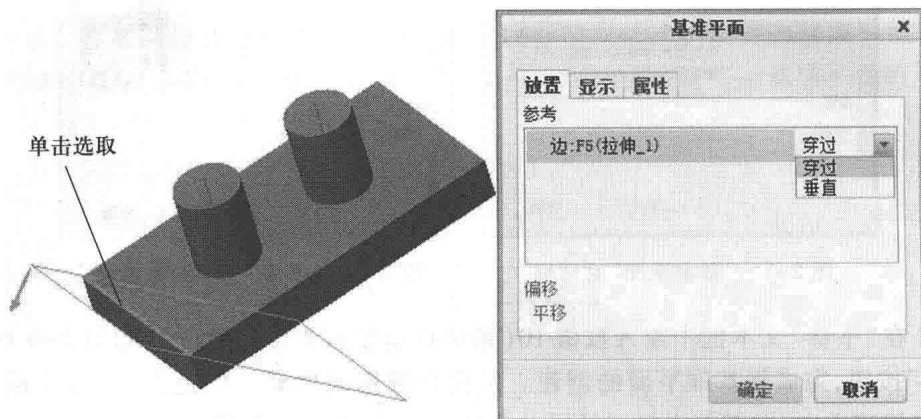 单击选取
基准平面
放置 显示 属性
参考
边:F5(拉伸_1) 穿过
穿过
垂直
偏移
平移
确定 取消